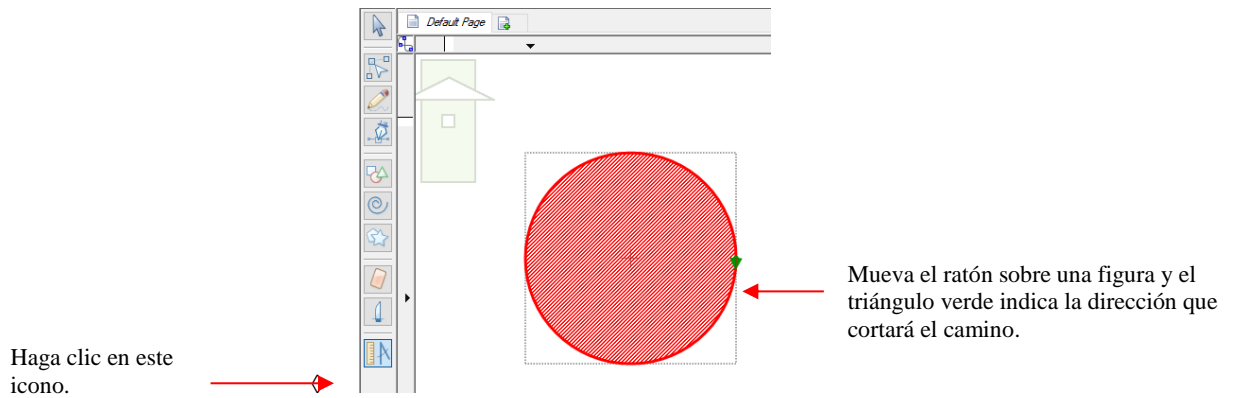 Default Page
Mueva el ratón sobre una figura y el
triángulo verde indica la dirección que
cortará el camino.
Haga clic en este
icono.